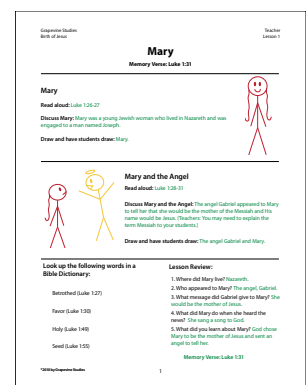 Grapevine Studies
Birth of Jesus
Teacher
Lesson 1
Mary
Memory Verse: Luke 1:31
Mary
Read aloud: Luke 1:26-27
Discuss Mary: Mary was a young Jewish woman who lived in Nazareth and was
engaged to a man named Joseph.
Draw and have students draw: Mary.
Mary and the Angel
Read aloud: Luke 1:28-31
Discuss Mary and the Angel: The angel Gabriel appeared to Mary
to tell her that she would be the mother of the Messiah and His
name would be Jesus. (Teachers: You may need to explain the
term Messiah to your students.)
Draw and have students draw: The angel Gabriel and Mary.
Look up the following words in a
Bible Dictionary:
Betrothed (Luke 1:27)
Favor (Luke 1:30)
Holy (Luke 1:49)
Seed (Luke 1:55)
Lesson Review:
1. Where did Mary live? Nazareth.
2. Who appeared to Mary? The angel, Gabriel.
3. What message did Gabriel give to Mary? She
would be the mother of Jesus.
4. What did Mary do when she heard the
news? She sang a song to God.
5. What did you learn about Mary? God chose
Mary to be the mother of Jesus and sent an
angel to tell her.
Memory Verse: Luke 1:31
©2010 by Grapevine Studies
1